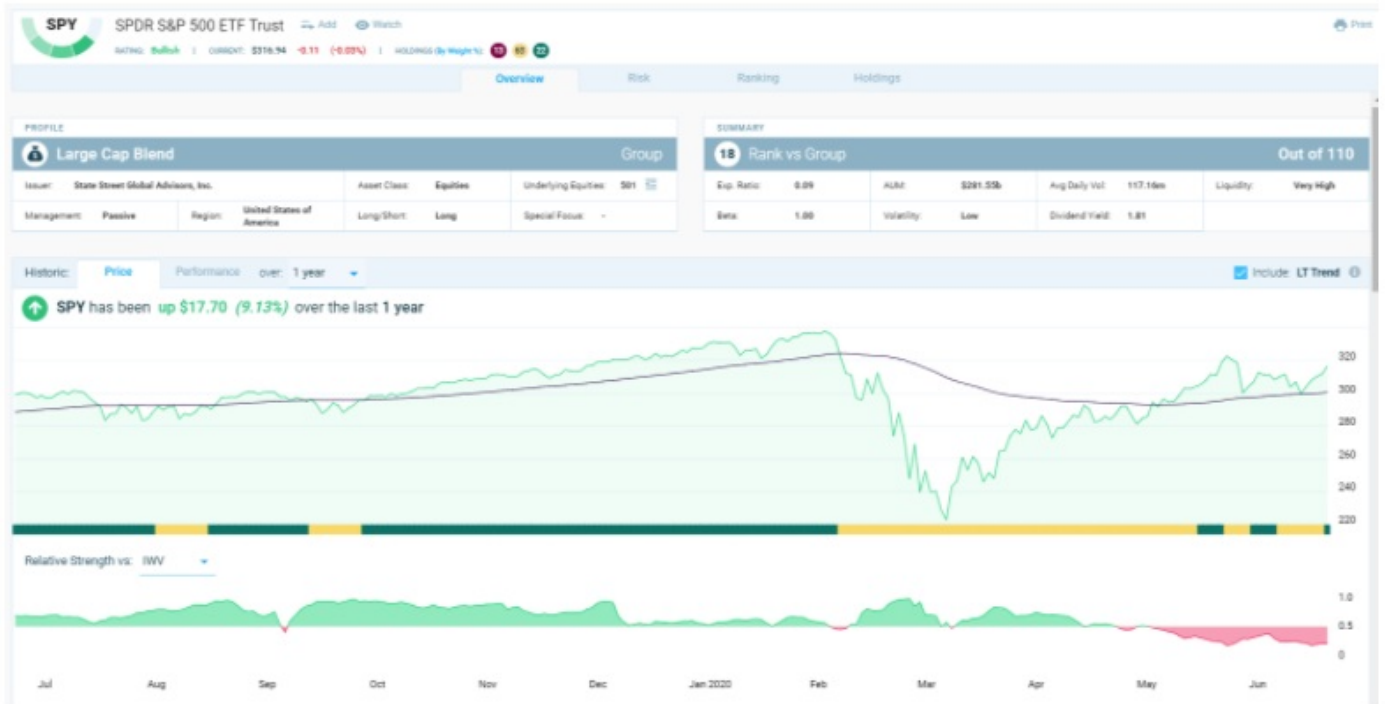 SPY SPDR S&P 500 ETF Trust Add Watch Print
RATING: Bullish | CURRENT: $316.94 -0.11 (-0.03%) | HOLDINGS (By Weight %): 22
Overview Risk Ranking Holdings
PROFILE SUMMARY
Large Cap Blend Group 18 Rank vs Group Out of 110
Issuer: State Street Global Advisors, Inc. Asset Class: Equities Underlying Equities: 501 Exp. Ratio: 0.09 AUM: $281.55b Avg Daily Vol: 117.16m Liquidity: Very High
Management: Passive Region: United States of America Long/Short: Long Special Focus: - Beta: 1.00 Volatility: Low Dividend Yield: 1.81
Historic: Price Performance over: 1 year Include LT Trend
SPY has been up $17.70 (9.13%) over the last 1 year
320
300
280
260
240
220
Relative Strength vs: IWV
1.0
0.5
0
Jul Aug Sep Oct Nov Dec Jan 2020 Feb Mar Apr May Jun